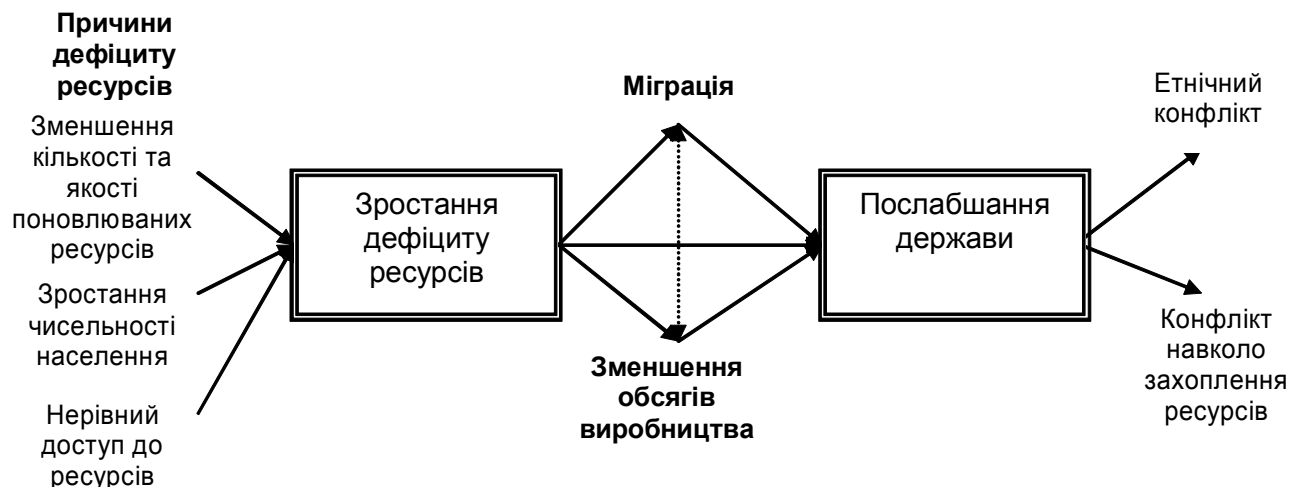 Причини
дефіциту
ресурсів
Зменшення
кількості та
якості
поновлюваних
ресурсів
Зростання
чисельності
населення
Нерівний
доступ до
ресурсів
Зростання
дефіциту
ресурсів
Міграція
Зменшення
обсягів
виробництва
Послабшання
держави
Етнічний
конфлікт
Конфлікт
навколо
захоплення
ресурсів